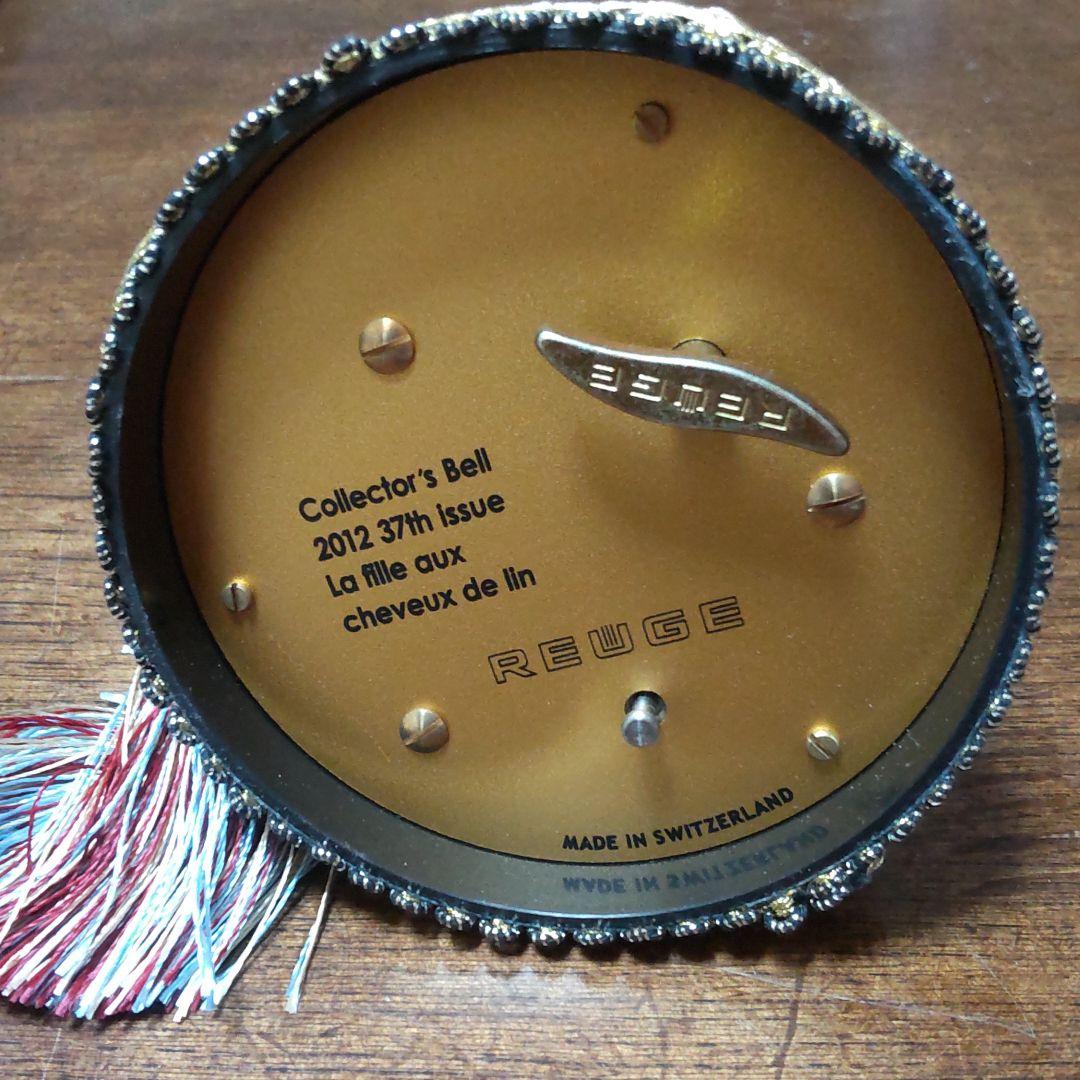 REUGE
Collector's Bell
2012 37th issue
La fille aux
cheveux de lin
REUGE
MADE IN SWITZERLAND